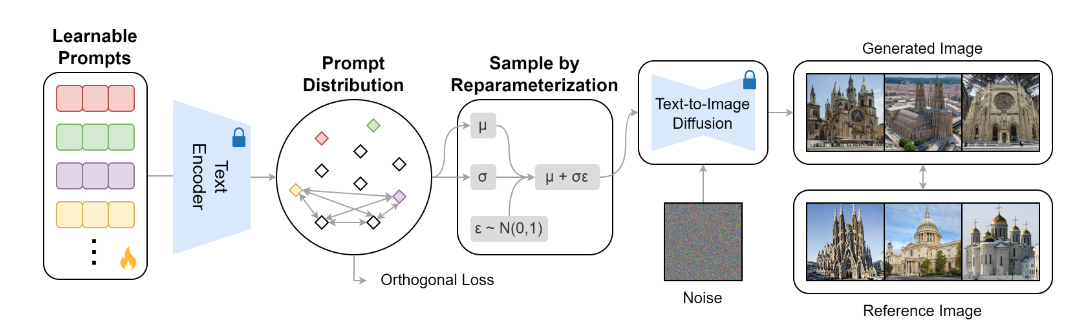 Learnable
Prompts
Text
Encoder
Prompt
Distribution
Orthogonal Loss
Sample by
Reparameterization
μ
σ
ε ~ N(0,1)
μ + σε
Text-to-Image
Diffusion
Noise
Generated Image
Reference Image